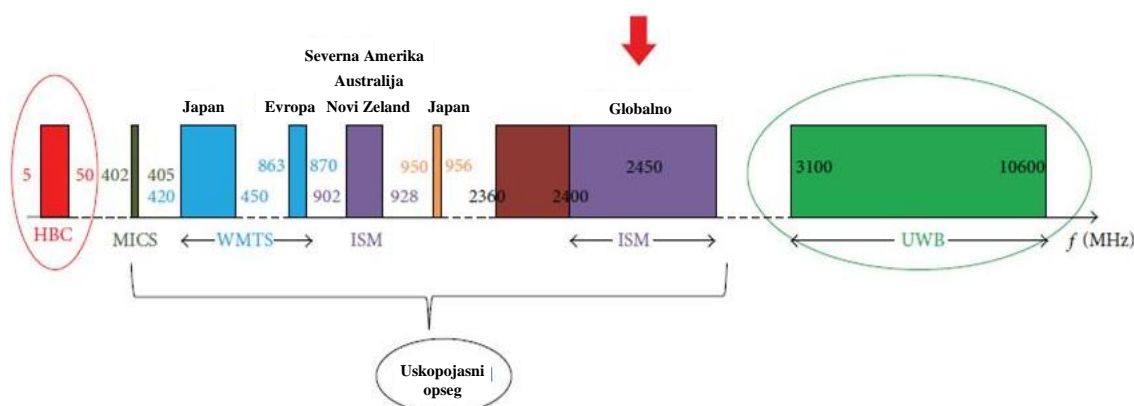 Severna Amerika
Australija
Japan
Evropa
Novi Zeland
Japan
Globalno
5
50
402
405
420
450
863
870
902
928
950
956
2360
2400
2450
3100
10600
HBC
MICS
WMTS
ISM
ISM
UWB
f (MHz)
Uskopojasni
opseg